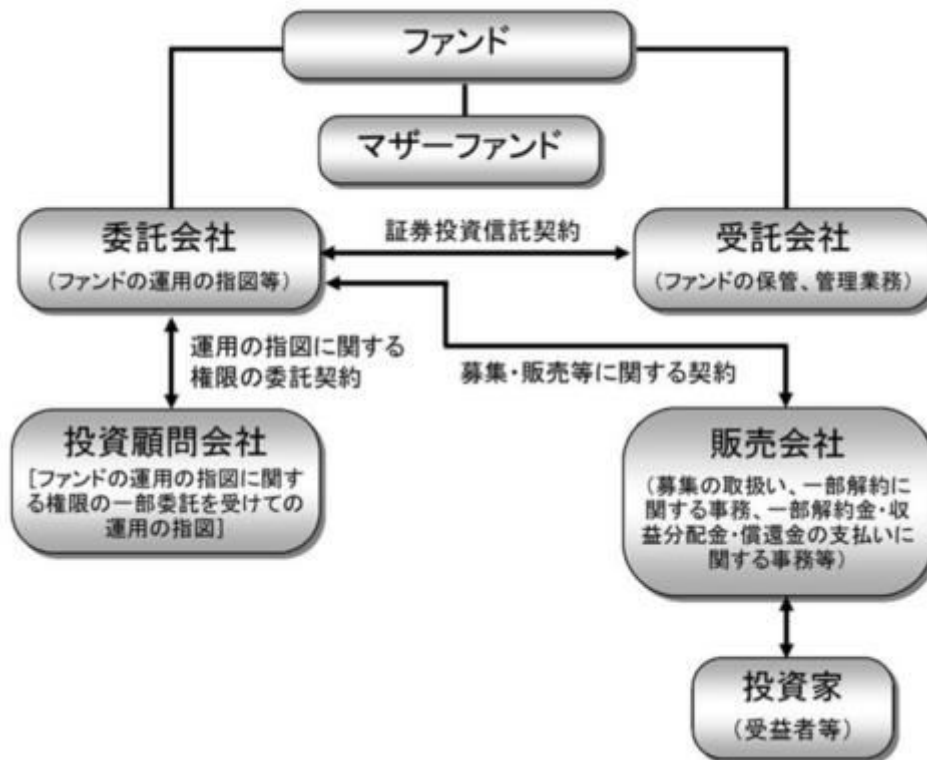 ファンド
マザーファンド
委託会社
(ファンドの運用の指図等)
証券投資信託契約
受託会社
(ファンドの保管、管理業務)
運用の指図に関する
権限の委託契約
募集・販売等に関する契約
投資顧問会社
[ファンドの運用の指図に関す
る権限の一部委託を受けての
運用の指図]
販売会社
(募集の取扱い、一部解約に
関する事務、一部解約金・収
益分配金・償還金の支払いに
関する事務等)
投資家
(受益者等)